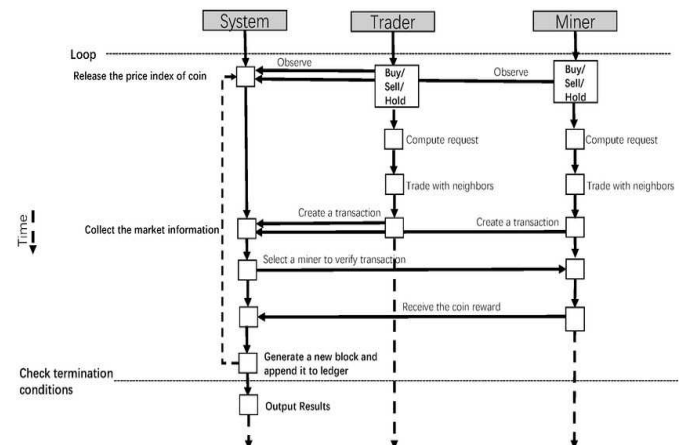 System
Trader
Miner
Loop
Observe
Release the price index of coin
Buy/
Sell/
Hold
Observe
Buy/
Sell/
Hold
Compute request
Compute request
Trade with neighbors
Trade with neighbors
Time
Create a transaction
Create a transaction
Collect the market information
Select a miner to verify transaction
Receive the coin reward
Generate a new block and
append it to ledger
Check termination
conditions
Output Results